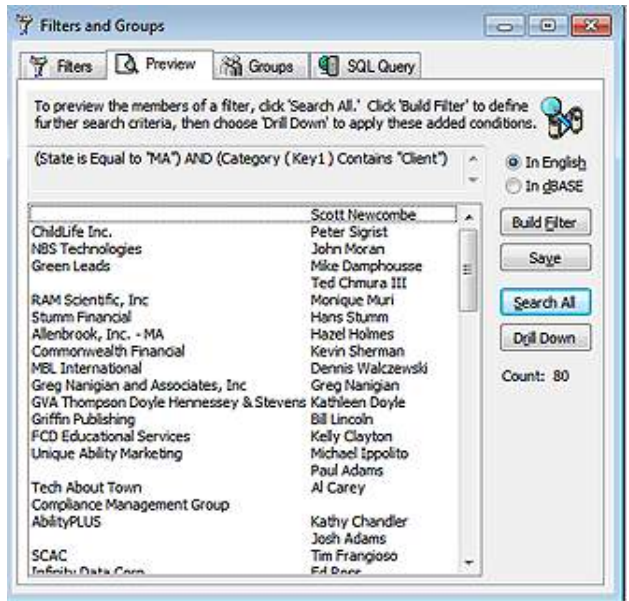 Filters and Groups
Filters Preview Groups SQL Query
To preview the members of a filter, click 'Search All.' Click 'Build Filter' to define
further search criteria, then choose 'Drill Down' to apply these added conditions.
(State is Equal to "MA") AND (Category (Key1) Contains "Client")
In English
In dBASE
Build Filter
Save
Search All
Drill Down
Count: 80
Scott Newcombe
ChildLife Inc. Peter Sigrist
NBS Technologies John Moran
Green Leads Mike Damphousse
Ted Chmura III
RAM Scientific, Inc Monique Muri
Stumm Financial Hans Stumm
Allenbrook, Inc. - MA Hazel Holmes
Commonwealth Financial Kevin Sherman
MBL International Dennis Walczewski
Greg Nanigian and Associates, Inc Greg Nanigian
GVA Thompson Doyle Hennessey & Stevens Kathleen Doyle
Griffin Publishing Bill Lincoln
FCD Educational Services Kelly Clayton
Unique Ability Marketing Michael Ippolito
Paul Adams
Tech About Town Al Carey
Compliance Management Group
AbilityPLUS Kathy Chandler
Josh Adams
SCAC Tim Frangioso
Infinity Data Corp Ed Ross